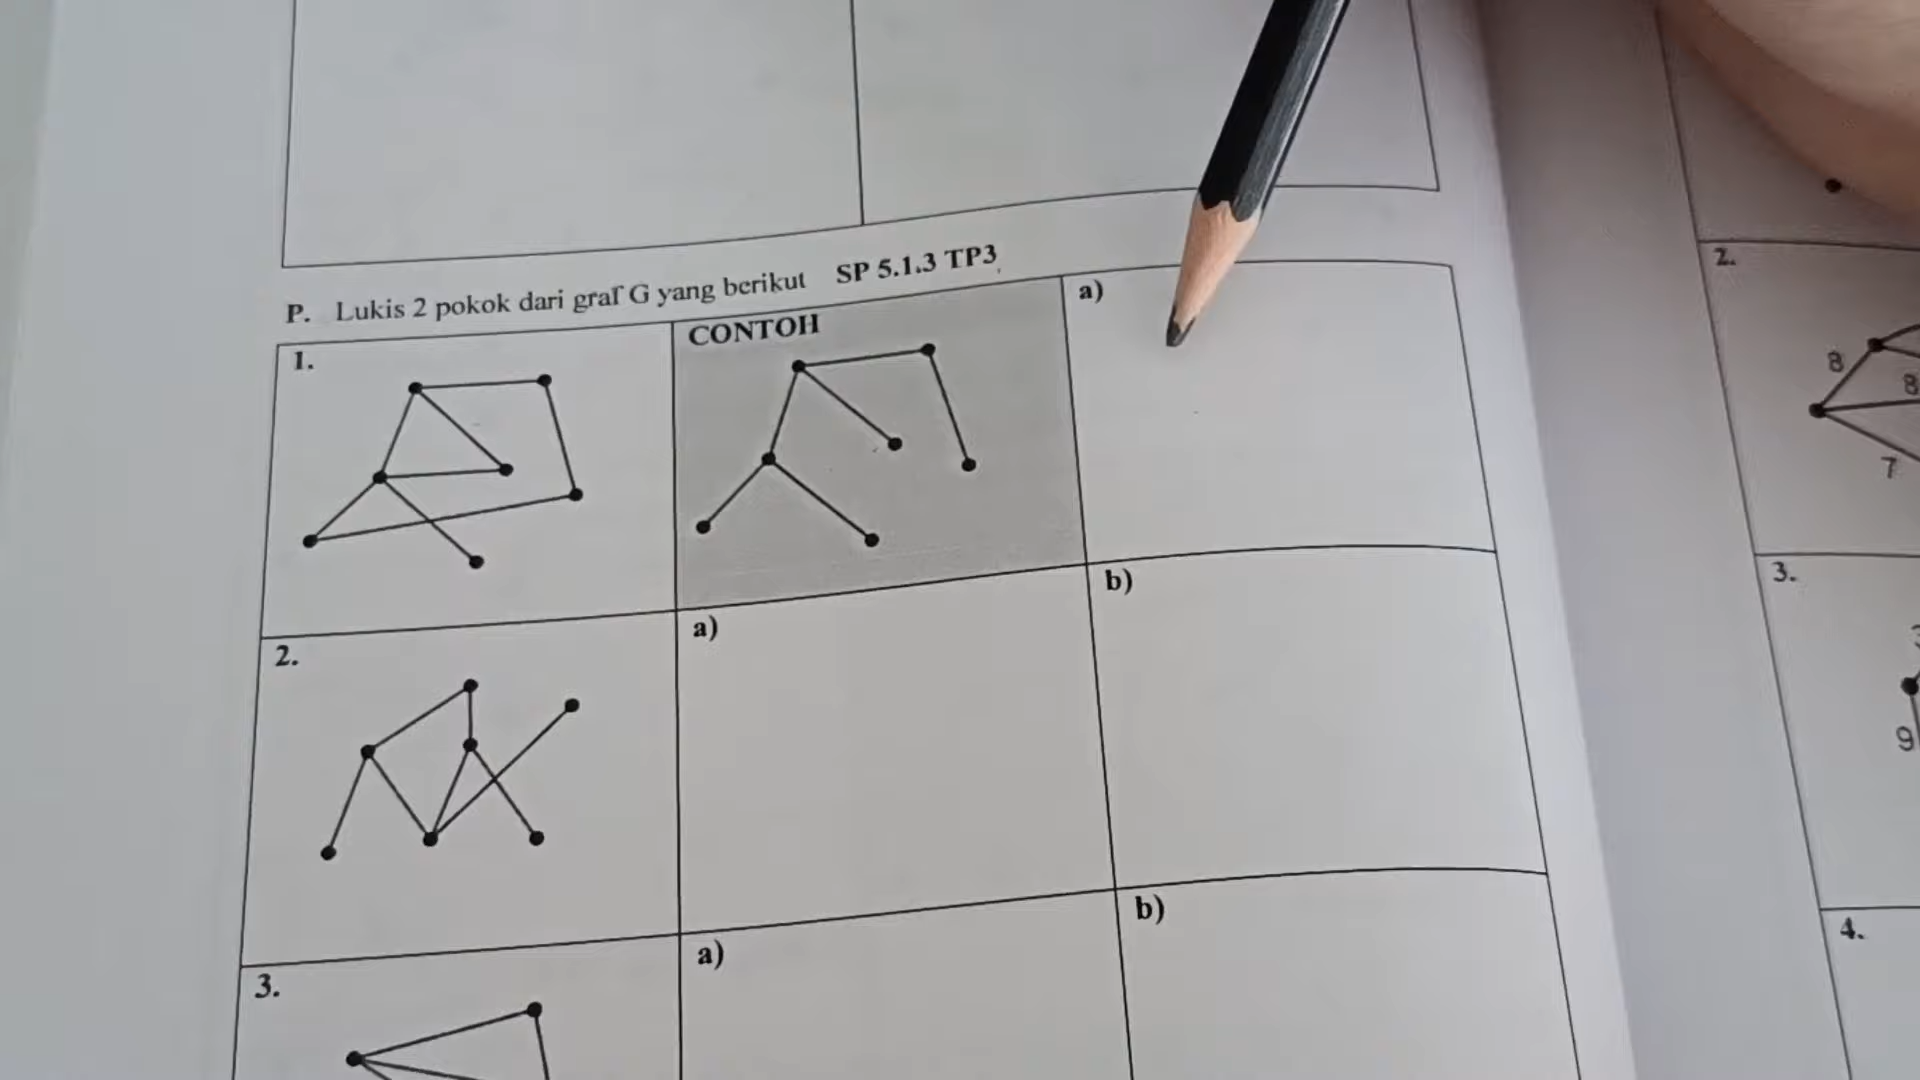 P. Lukis 2 pokok dari graf G yang berikut SP 5.1.3 TP3
1.
CONTOH
a)
2.
a)
b)
3.
a)
b)
2.
8
8
7
3.
9
4.